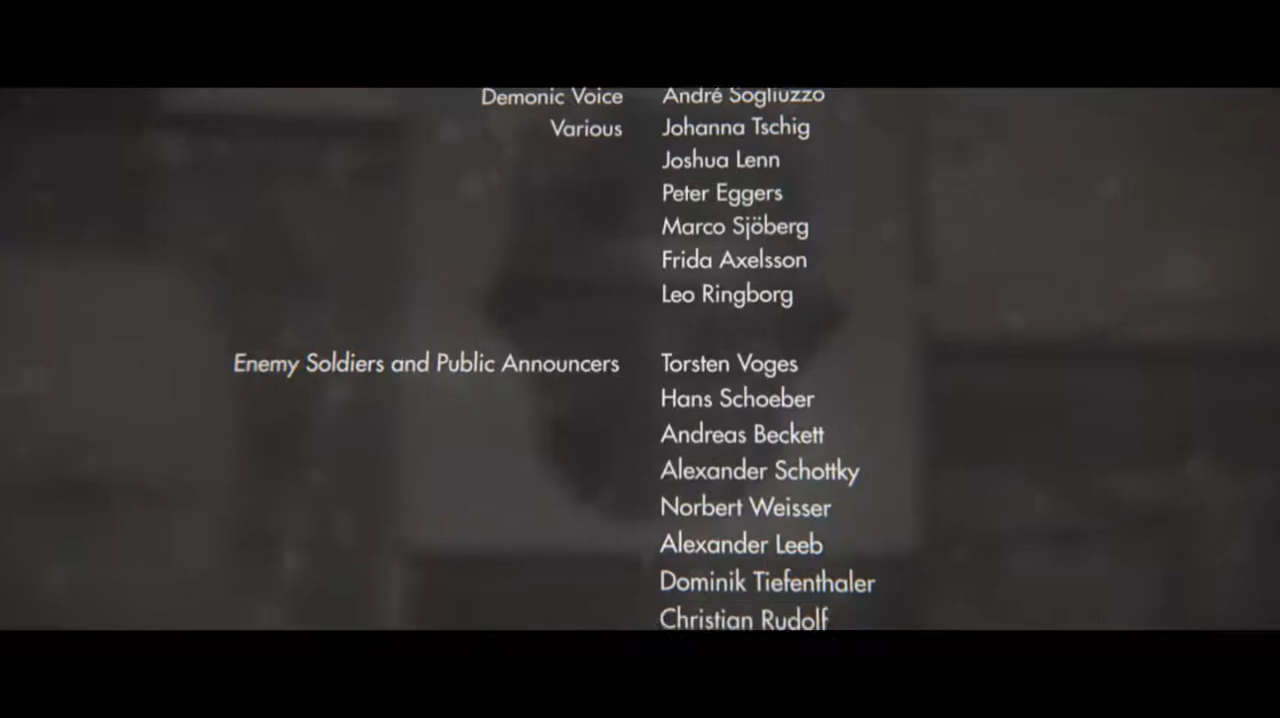 Demonic Voice André Sogliuzzo
Various Johanna Tschig
Joshua Lenn
Peter Eggers
Marco Sjöberg
Frida Axelsson
Leo Ringborg
Enemy Soldiers and Public Announcers Torsten Voges
Hans Schoeber
Andreas Beckett
Alexander Schottky
Norbert Weisser
Alexander Leeb
Dominik Tiefenthaler
Christian Rudolf